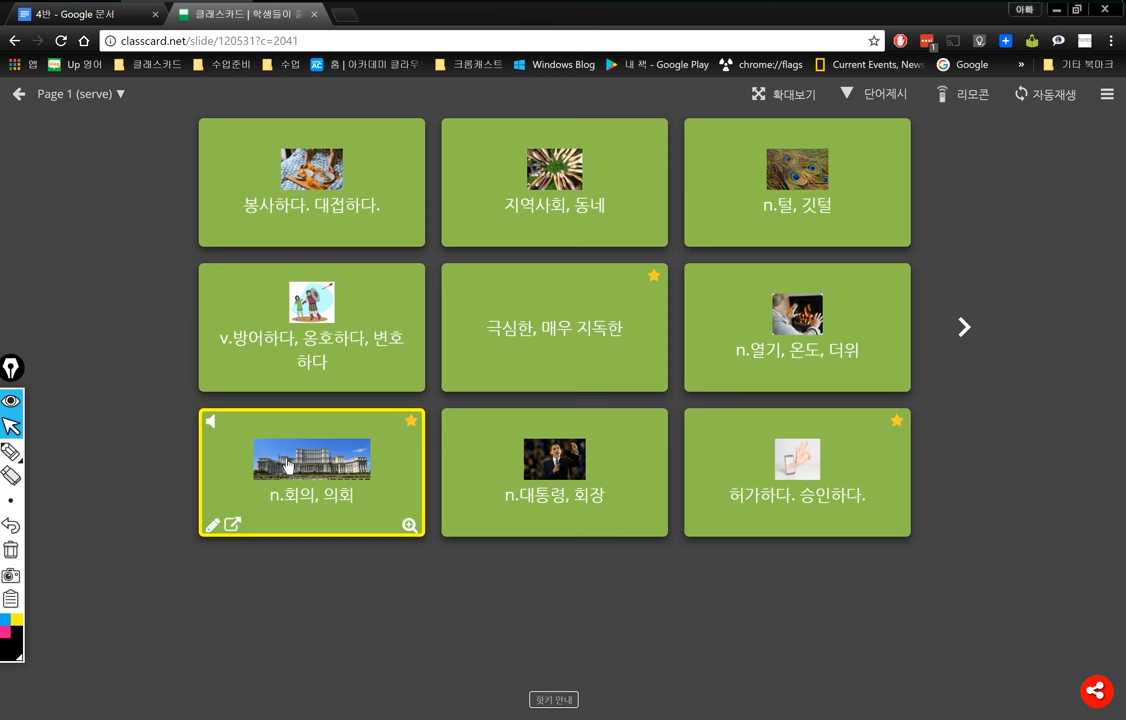 4반 - Google 문서
클래스카드 | 학생들이 즐
아빠
classcard.net/slide/120531?c=2041
1
앱
Up 영어
클래스카드
수업준비
수업
홈 | 아카데미 클라우
크롬캐스트
Windows Blog
내 책 - Google Play
chrome://flags
Current Events, News
Google
»
기타 북마크
Page 1 (serve) ▼
확대보기
단어제시
리모콘
자동재생
봉사하다. 대접하다.
지역사회, 동네
n.털, 깃털
v.방어하다, 옹호하다, 변호
하다
극심한, 매우 지독한
n.열기, 온도, 더위
n.회의, 의회
n.대통령, 회장
허가하다. 승인하다.
핫키 안내